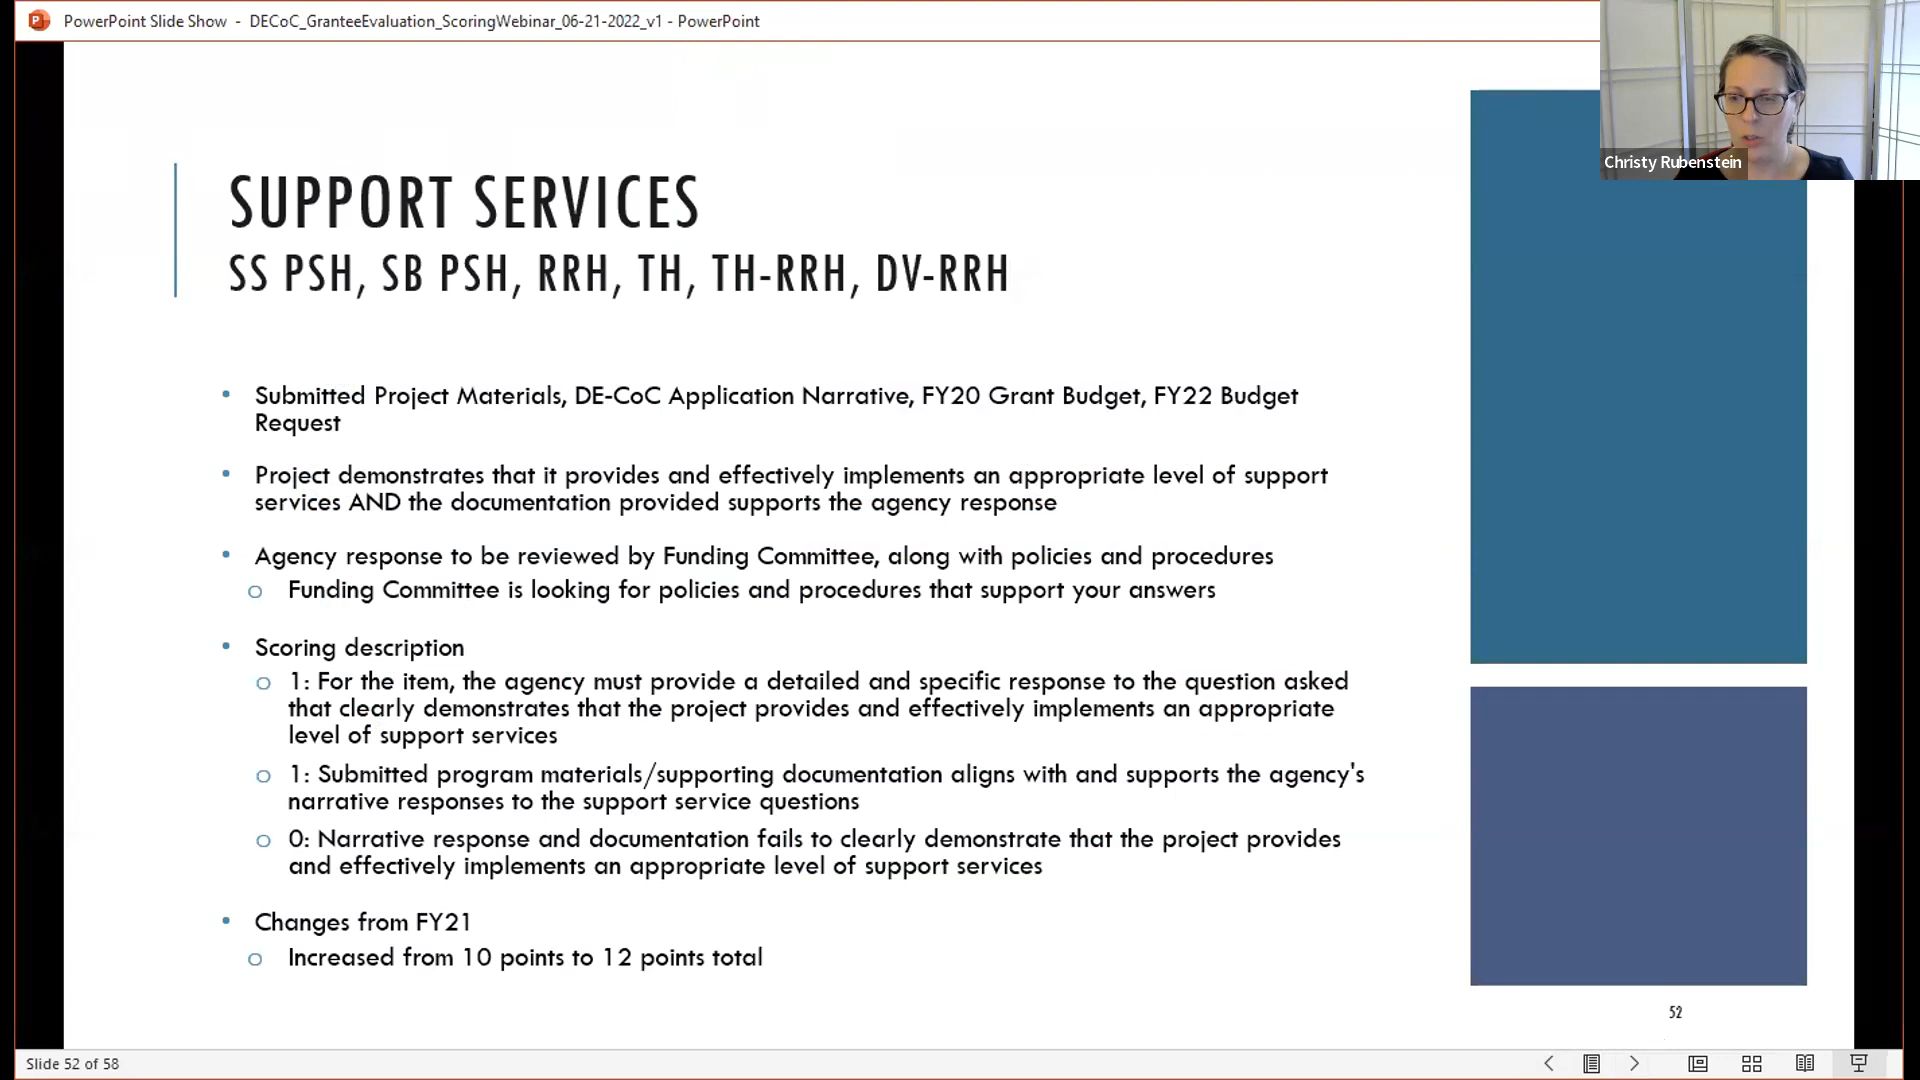 PowerPoint Slide Show - DECoC_GranteeEvaluation_ScoringWebinar_06-21-2022_v1 - PowerPoint
Christy Rubenstein
SUPPORT SERVICES
SS PSH, SB PSH, RRH, TH, TH-RRH, DV-RRH
• Submitted Project Materials, DE-CoC Application Narrative, FY20 Grant Budget, FY22 Budget
Request
• Project demonstrates that it provides and effectively implements an appropriate level of support
services AND the documentation provided supports the agency response
• Agency response to be reviewed by Funding Committee, along with policies and procedures
o Funding Committee is looking for policies and procedures that support your answers
• Scoring description
o 1: For the item, the agency must provide a detailed and specific response to the question asked
that clearly demonstrates that the project provides and effectively implements an appropriate
level of support services
o 1: Submitted program materials/supporting documentation aligns with and supports the agency's
narrative responses to the support service questions
o 0: Narrative response and documentation fails to clearly demonstrate that the project provides
and effectively implements an appropriate level of support services
• Changes from FY21
o Increased from 10 points to 12 points total
52
Slide 52 of 58